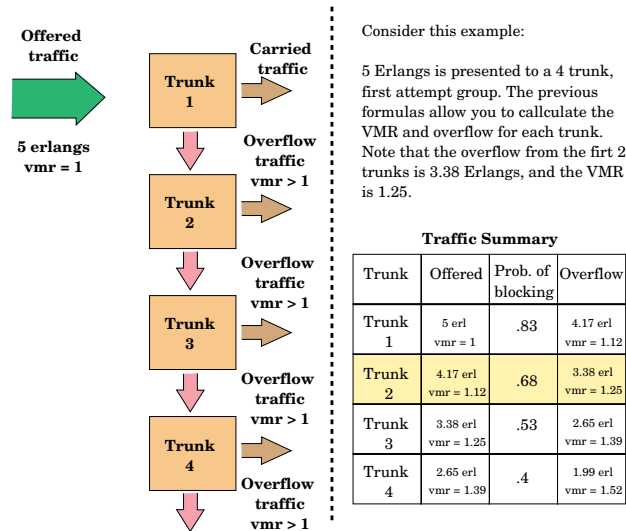 Offered
traffic
5 erlangs
vmr = 1
Trunk
1
Carried
traffic
Overflow
traffic
vmr > 1
Trunk
2
Overflow
traffic
vmr > 1
Trunk
3
Overflow
traffic
vmr > 1
Trunk
4
Overflow
traffic
vmr > 1
Consider this example:
5 Erlangs is presented to a 4 trunk,
first attempt group. The previous
formulas allow you to callculate the
VMR and overflow for each trunk.
Note that the overflow from the firt 2
trunks is 3.38 Erlangs, and the VMR
is 1.25.
Traffic Summary
Trunk Offered Prob. of Overflow
blocking
Trunk 5 erl .83 4.17 erl
1 vmr = 1 vmr = 1.12
Trunk 4.17 erl .68 3.38 erl
2 vmr = 1.12 vmr = 1.25
Trunk 3.38 erl .53 2.65 erl
3 vmr = 1.25 vmr = 1.39
Trunk 2.65 erl .4 1.99 erl
4 vmr = 1.39 vmr = 1.52